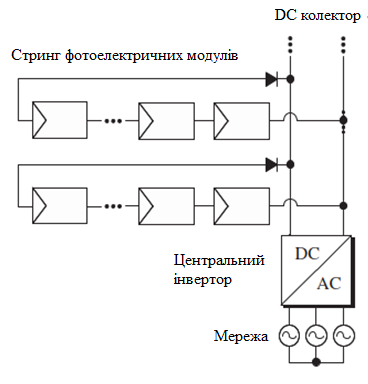 DC колектор
Стринг фотоелектричних модулів
Центральний
інвертор
DC
AC
Мережа